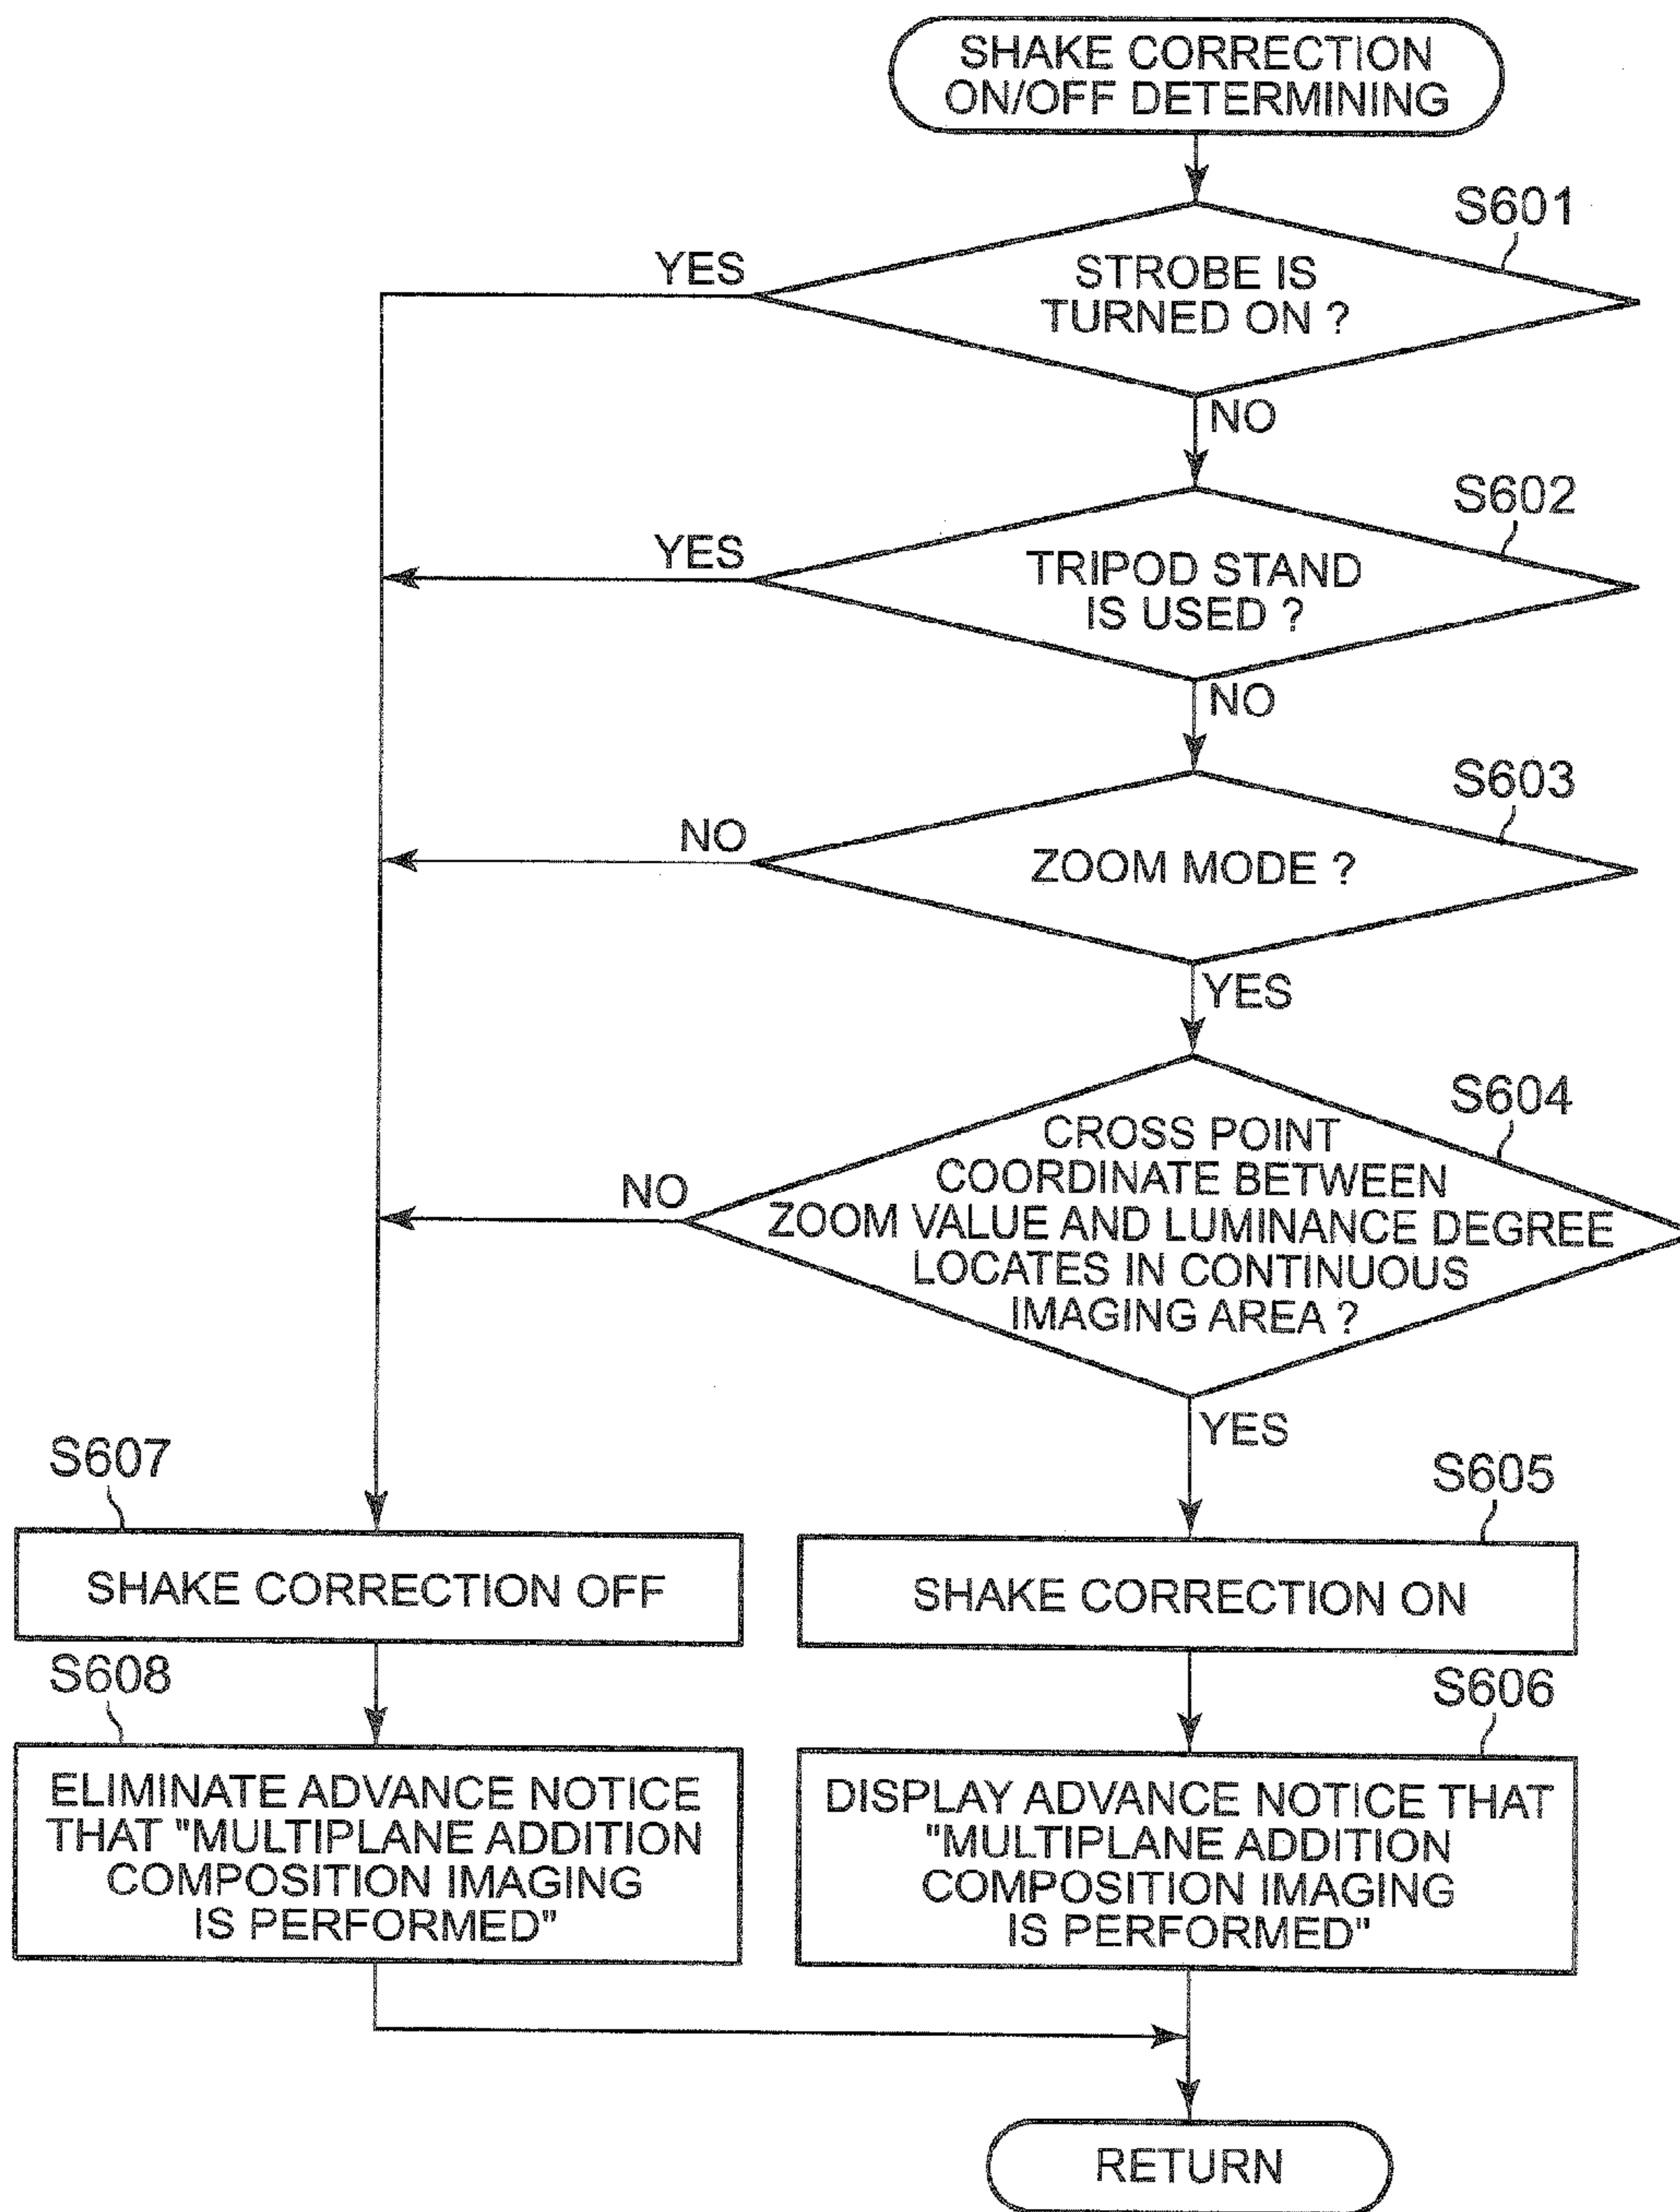 SHAKE CORRECTION
ON/OFF DETERMINING
S601
YES
STROBE IS
TURNED ON ?
NO
S602
YES
TRIPOD STAND
IS USED ?
NO
S603
NO
ZOOM MODE ?
YES
S604
CROSS POINT
COORDINATE BETWEEN
NO
ZOOM VALUE AND LUMINANCE DEGREE
LOCATES IN CONTINUOUS
IMAGING AREA ?
YES
S607
SHAKE CORRECTION OFF
S605
SHAKE CORRECTION ON
S608
ELIMINATE ADVANCE NOTICE
THAT "MULTIPLANE ADDITION
COMPOSITION IMAGING
IS PERFORMED"
S606
DISPLAY ADVANCE NOTICE THAT
"MULTIPLANE ADDITION
COMPOSITION IMAGING
IS PERFORMED"
RETURN